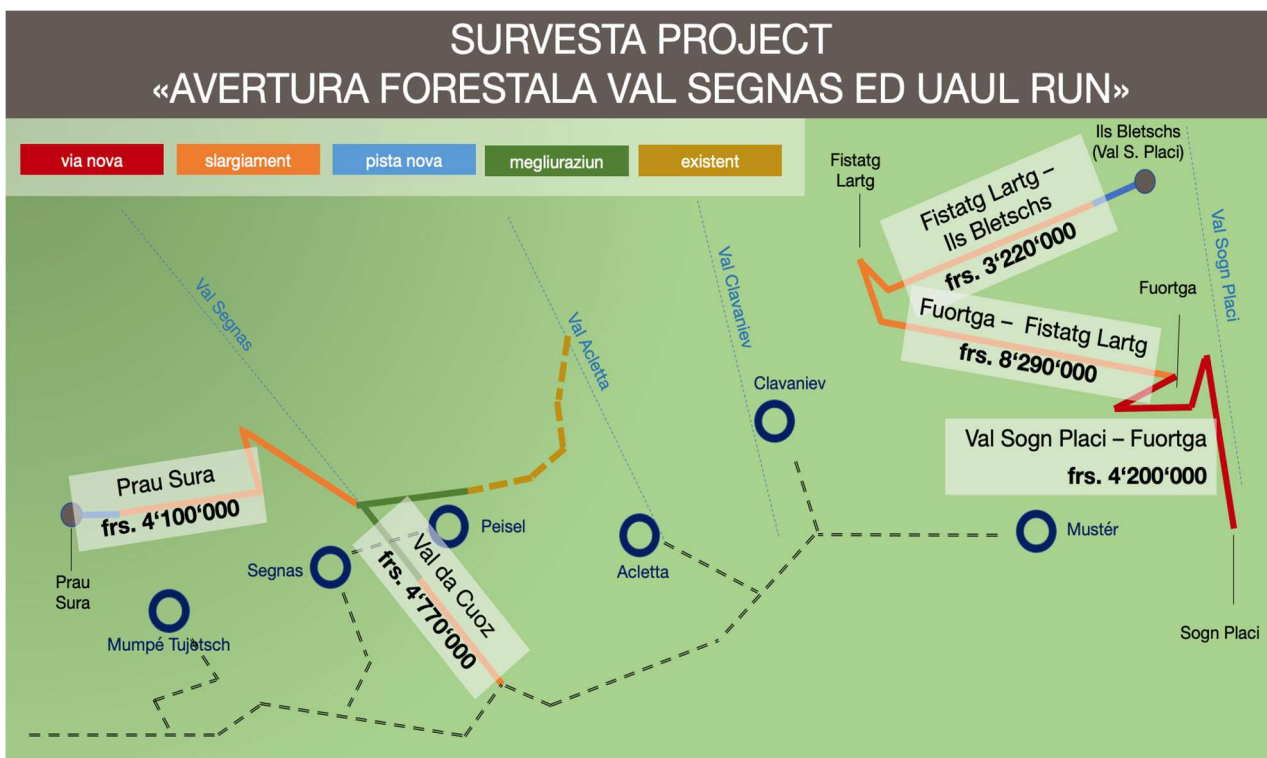 SURVESTA PROJECT
«AVERTURA FORESTALA VAL SEGNAS ED UAUL RUN»
via nova
slargiament
pista nova
megliuraziun
existent
Ils Bletschs
(Val S. Placi)
Fistatg
Lartg
Fistatg Lartg –
Ils Bletschs
frs. 3‘220‘000
Val Sogn Placi
Val Segnas
Val Acletta
Val Clavaniev
Fuortga
Fuortga – Fistatg Lartg
frs. 8‘290‘000
Clavaniev
Val Sogn Placi – Fuortga
frs. 4‘200‘000
Prau Sura
frs. 4‘100‘000
Peisel
Mustér
Val da Cuoz
frs. 4‘770‘000
Segnas
Acletta
Prau
Sura
Mumpé Tujetsch
Sogn Placi